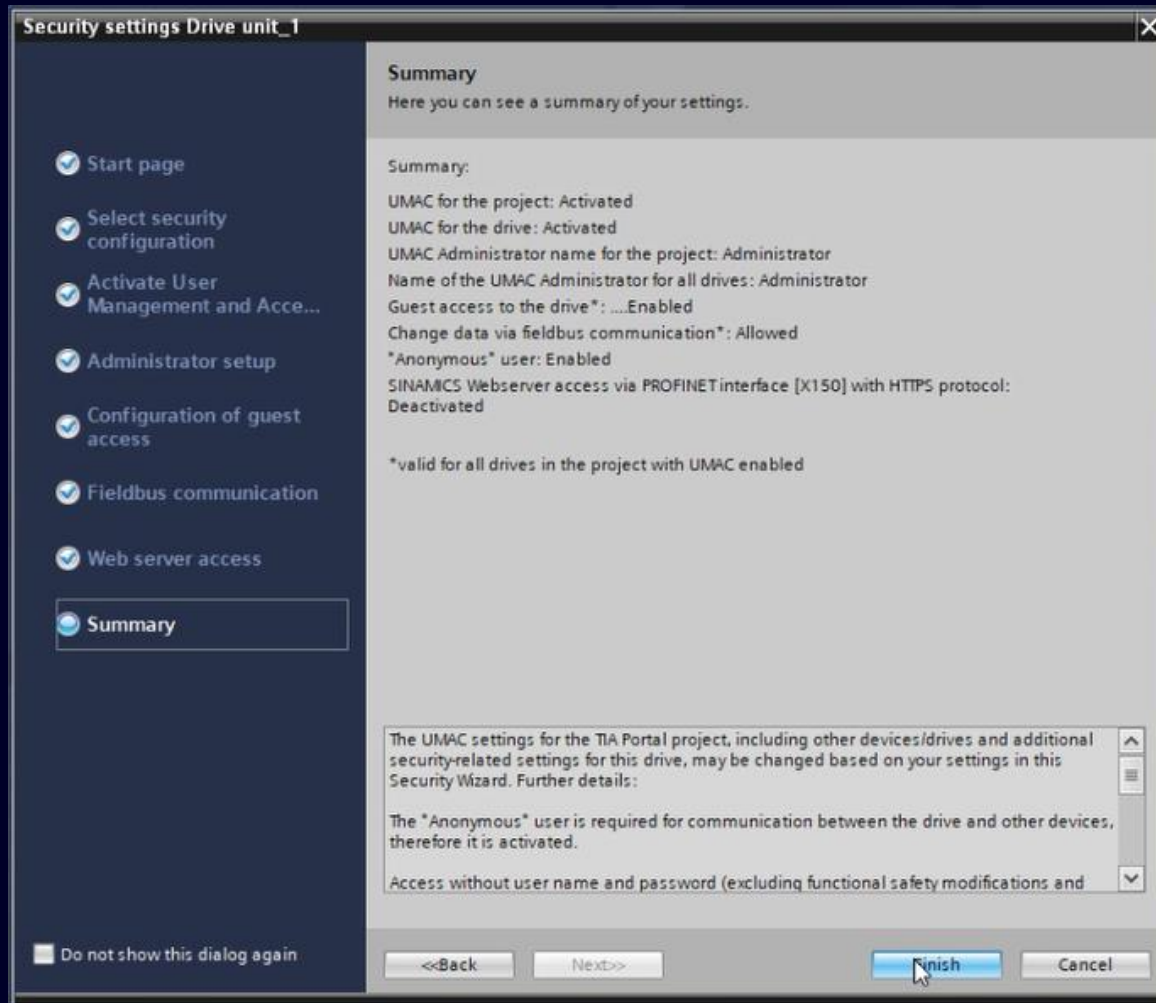 Security settings Drive unit_1
Start page
Select security
configuration
Activate User
Management and Acce...
Administrator setup
Configuration of guest
access
Fieldbus communication
Web server access
Summary
Do not show this dialog again
Summary
Here you can see a summary of your settings.
Summary:
UMAC for the project: Activated
UMAC for the drive: Activated
UMAC Administrator name for the project: Administrator
Name of the UMAC Administrator for all drives: Administrator
Guest access to the drive*: ....Enabled
Change data via fieldbus communication*: Allowed
"Anonymous" user: Enabled
SINAMICS Webserver access via PROFINET interface [X150] with HTTPS protocol:
Deactivated
*valid for all drives in the project with UMAC enabled
The UMAC settings for the TIA Portal project, including other devices/drives and additional
security-related settings for this drive, may be changed based on your settings in this
Security Wizard. Further details:
The "Anonymous" user is required for communication between the drive and other devices,
therefore it is activated.
Access without user name and password (excluding functional safety modifications and
<<Back
Next>>
Finish
Cancel